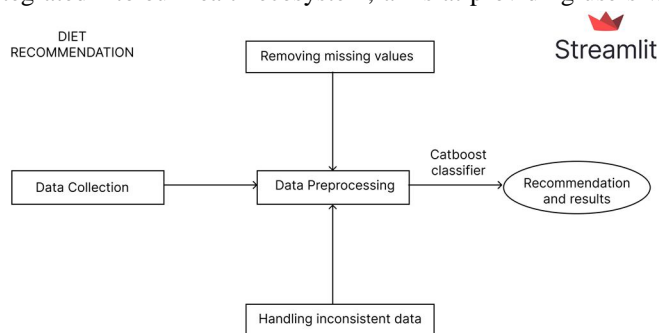 DIET
RECOMMENDATION
Streamlit
Removing missing values
Catboost
classifier
Data Collection
Data Preprocessing
Recommendation
and results
Handling inconsistent data